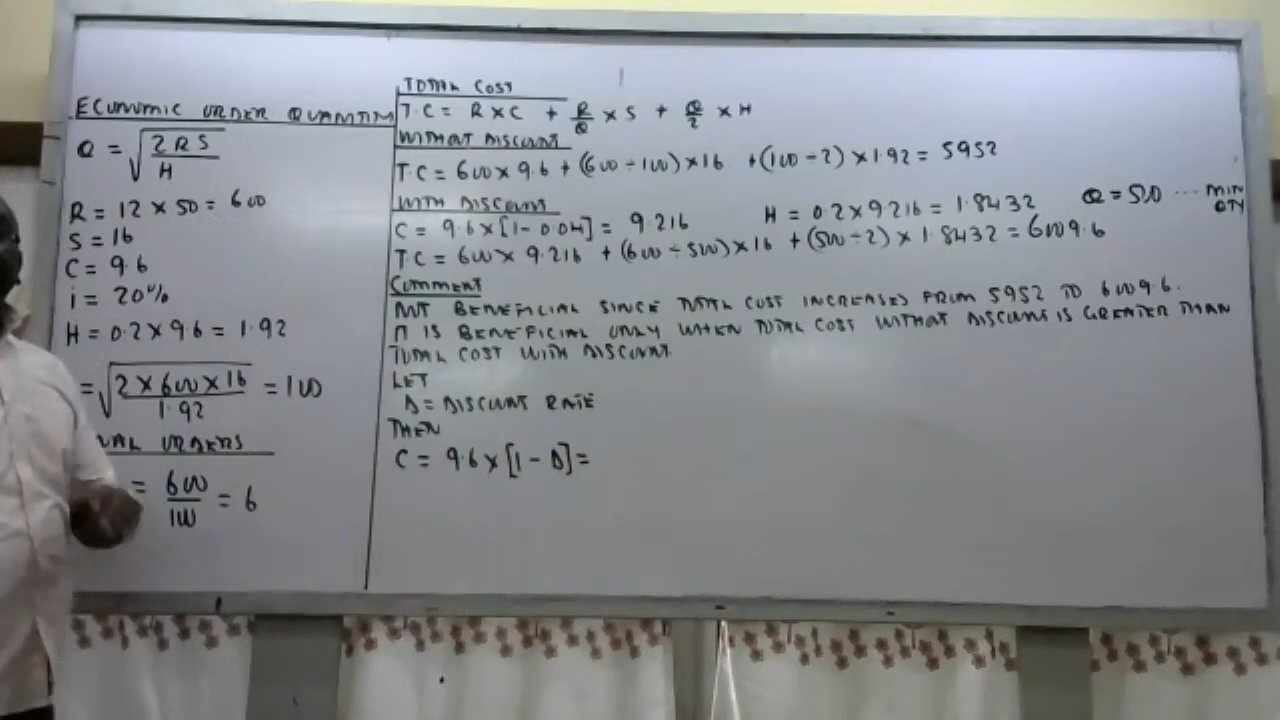 ECONOMIC ORDER QUANTITY
Q = √(2RS / H)
R = 12 × 50 = 600
S = 16
C = 9.6
i = 20%
H = 0.2 × 9.6 = 1.92
= √(2 × 600 × 16 / 1.92) = 100
UAL ORDERS
= 600 / 100 = 6
TOTAL COST
T.C = R × C + R/Q × S + Q/2 × H
WITHOUT DISCOUNT
T.C = 600 × 9.6 + (600 ÷ 100) × 16 + (100 ÷ 2) × 1.92 = 5952
WITH DISCOUNT
C = 9.6 × [1 - 0.04] = 9.216 H = 0.2 × 9.216 = 1.8432 Q = 500 ... MIN QTY
T.C = 600 × 9.216 + (600 ÷ 500) × 16 + (500 ÷ 2) × 1.8432 = 6009.6
COMMENT
NOT BENEFICIAL SINCE TOTAL COST INCREASES FROM 5952 TO 6009.6.
IT IS BENEFICIAL ONLY WHEN TOTAL COST WITHOUT DISCOUNT IS GREATER THAN
TOTAL COST WITH DISCOUNT.
LET
D = DISCOUNT RATE
THEN
C = 9.6 × [1 - D] =